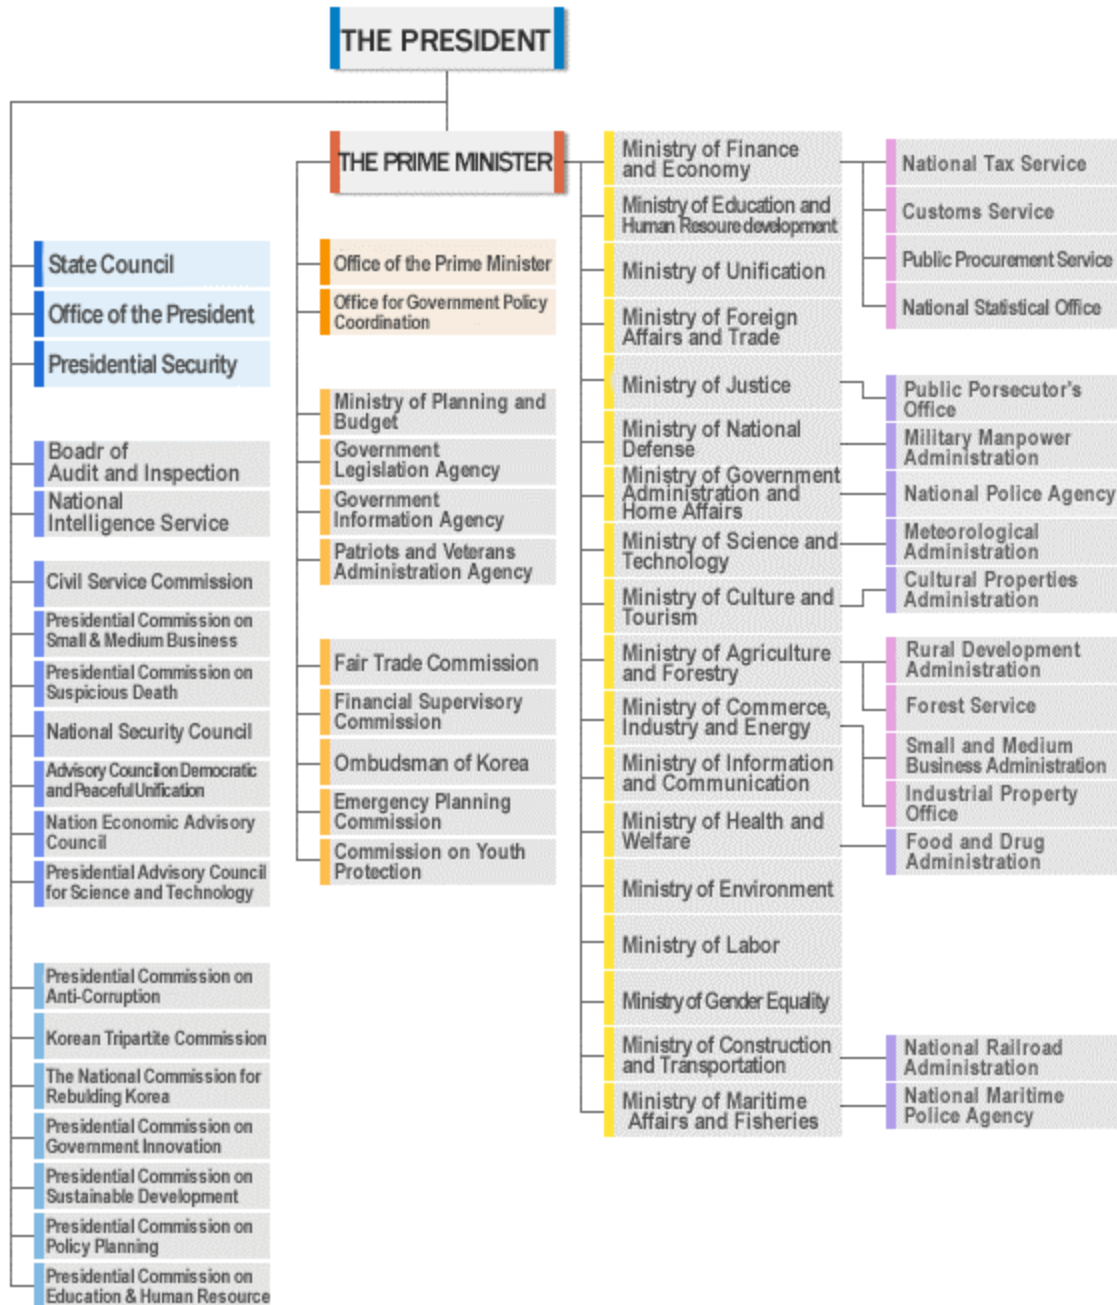 THE PRESIDENT
THE PRIME MINISTER
State Council
Office of the President
Presidential Security
Boadr of
Audit and Inspection
National
Intelligence Service
Civil Service Commission
Presidential Commission on
Small & Medium Business
Presidential Commission on
Suspicious Death
National Security Council
Advisory Council on Democratic
and Peaceful Unification
Nation Economic Advisory
Council
Presidential Advisory Council
for Science and Technology
Presidential Commission on
Anti-Corruption
Korean Tripartite Commission
The National Commission for
Rebulding Korea
Presidential Commission on
Government Innovation
Presidential Commission on
Sustainable Development
Presidential Commission on
Policy Planning
Presidential Commission on
Education & Human Resource
Office of the Prime Minister
Office for Government Policy
Coordination
Ministry of Planning and
Budget
Government
Legislation Agency
Government
Information Agency
Patriots and Veterans
Administration Agency
Fair Trade Commission
Financial Supervisory
Commission
Ombudsman of Korea
Emergency Planning
Commission
Commission on Youth
Protection
Ministry of Finance
and Economy
Ministry of Education and
Human Resoure development
Ministry of Unification
Ministry of Foreign
Affairs and Trade
Ministry of Justice
Ministry of National
Defense
Ministry of Government
Administration and
Home Affairs
Ministry of Science and
Technology
Ministry of Culture and
Tourism
Ministry of Agriculture
and Forestry
Ministry of Commerce,
Industry and Energy
Ministry of Information
and Communication
Ministry of Health and
Welfare
Ministry of Environment
Ministry of Labor
Ministry of Gender Equality
Ministry of Construction
and Transportation
Ministry of Maritime
Affairs and Fisheries
National Tax Service
Customs Service
Public Procurement Service
National Statistical Office
Public Porsecutor's
Office
Military Manpower
Administration
National Police Agency
Meteorological
Administration
Cultural Properties
Administration
Rural Development
Administration
Forest Service
Small and Medium
Business Administration
Industrial Property
Office
Food and Drug
Administration
National Railroad
Administration
National Maritime
Police Agency